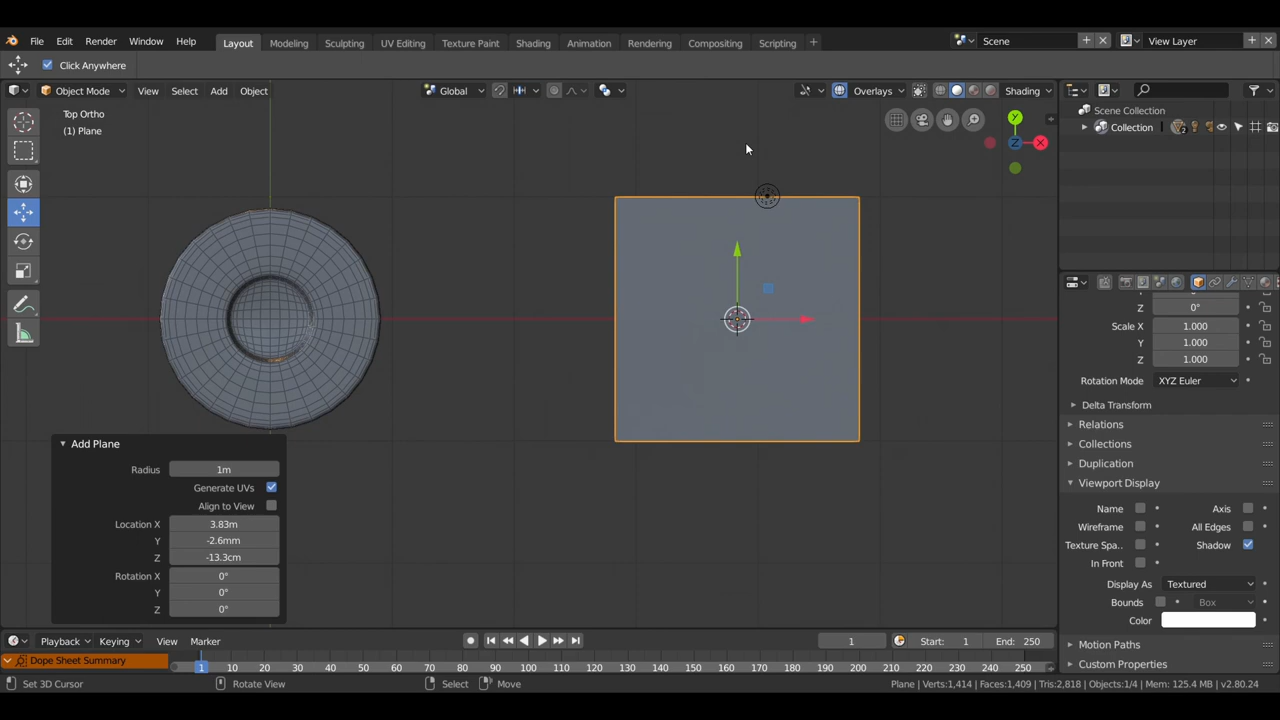 File Edit Render Window Help Layout Modeling Sculpting UV Editing Texture Paint Shading Animation Rendering Compositing Scripting + Scene View Layer
Click Anywhere
Object Mode View Select Add Object Global Overlays Shading
Top Ortho
(1) Plane
Y
Z X
Scene Collection
Collection 2
Z 0°
Scale X 1.000
Y 1.000
Z 1.000
Rotation Mode XYZ Euler
Delta Transform
Relations
Collections
Duplication
Viewport Display
Name Axis
Wireframe All Edges
Texture Spa.. Shadow
In Front
Display As Textured
Bounds Box
Color
Motion Paths
Custom Properties
Add Plane
Radius 1m
Generate UVs
Align to View
Location X 3.83m
Y -2.6mm
Z -13.3cm
Rotation X 0°
Y 0°
Z 0°
Playback Keying View Marker 1 Start: 1 End: 250
Dope Sheet Summary 1 10 20 30 40 50 60 70 80 90 100 110 120 130 140 150 160 170 180 190 200 210 220 230 240 250
Set 3D Cursor Rotate View Select Move Plane | Verts:1,414 | Faces:1,409 | Tris:2,818 | Objects:1/4 | Mem: 125.4 MB | v2.80.24